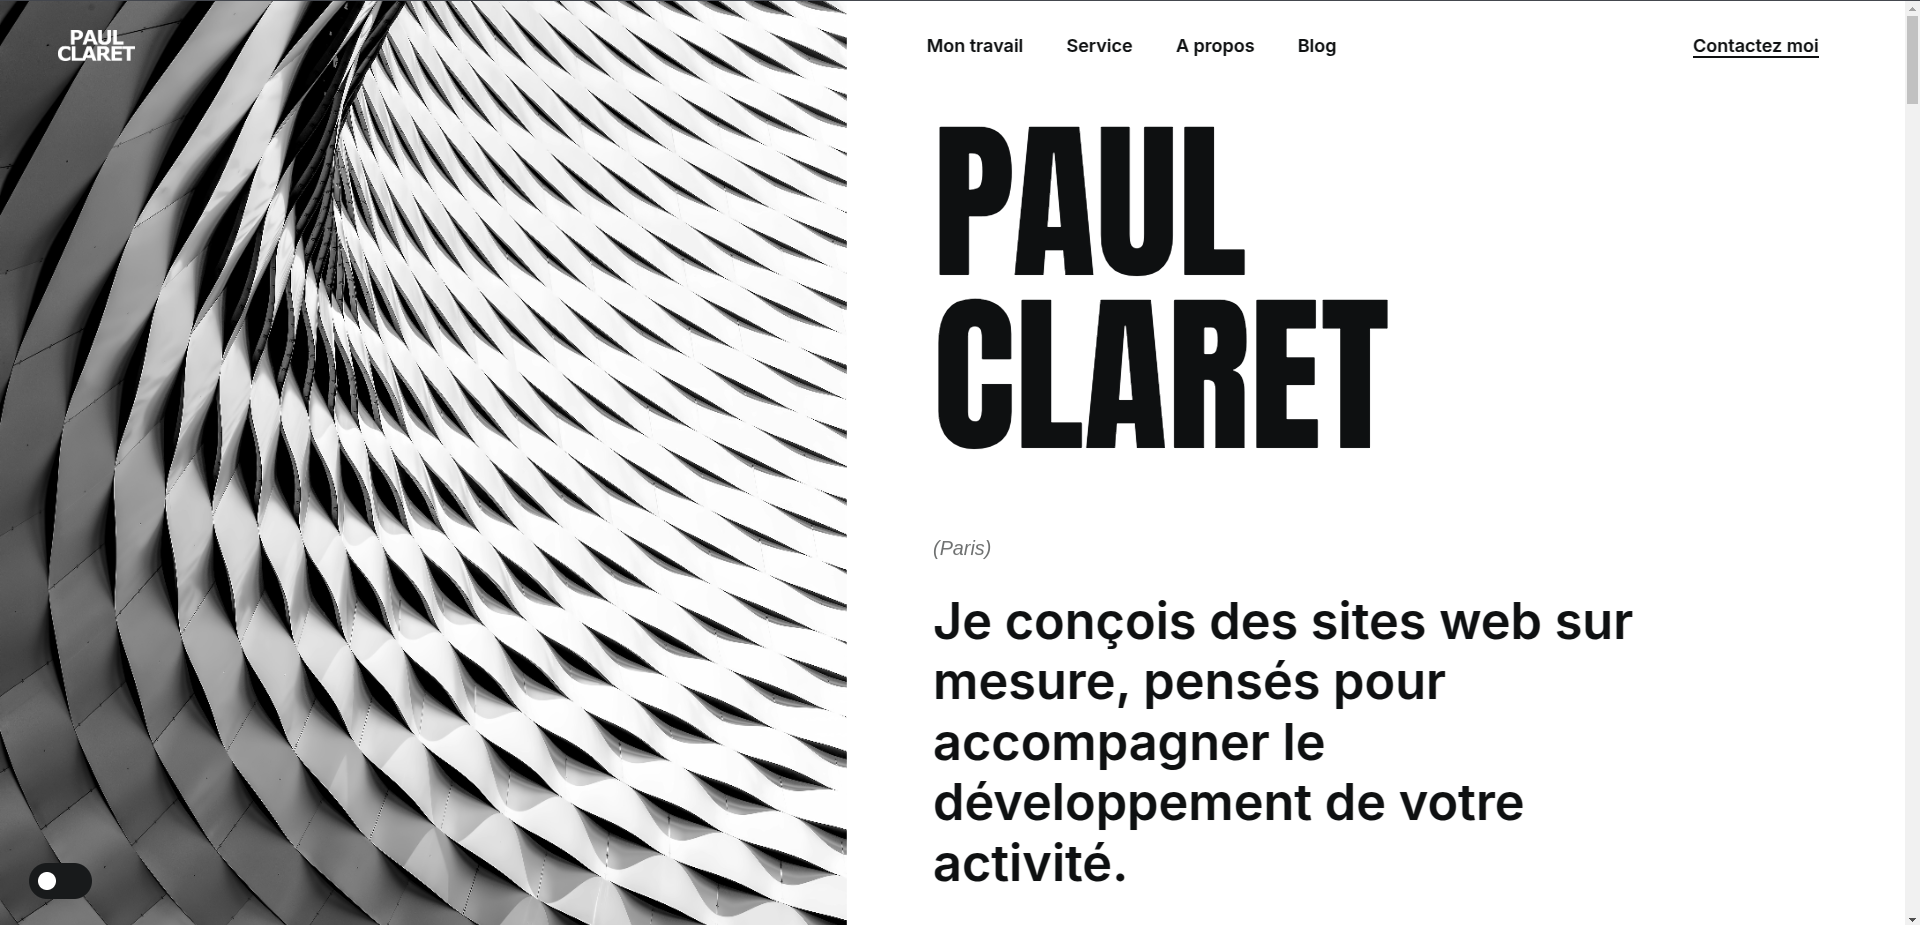 PAUL
CLARET
Mon travail
Service
A propos
Blog
Contactez moi
PAUL
CLARET
(Paris)
Je conçois des sites web sur
mesure, pensés pour
accompagner le
développement de votre
activité.